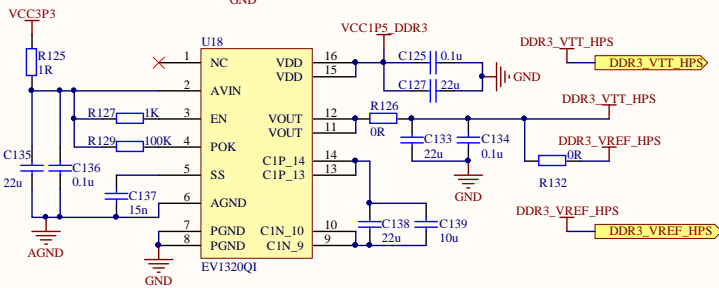 GND
VCC3P3
VCC1P5_DDR3
R125
1R
U18
1
NC
VDD
16
VDD
15
C125
0.1u
C127
22u
GND
DDR3_VTT_HPS
DDR3_VTT_HPS
2
AVIN
R127
1K
3
EN
VOUT
12
VOUT
11
R126
0R
DDR3_VTT_HPS
R129
100K
4
POK
C133
22u
C134
0.1u
DDR3_VREF_HPS
0R
R132
C135
22u
C136
0.1u
5
SS
C1P_14
14
C1P_13
13
GND
C137
15n
6
AGND
7
PGND
8
PGND
C1N_10
10
C1N_9
9
C138
22u
C139
10u
DDR3_VREF_HPS
DDR3_VREF_HPS
AGND
GND
EV1320QI